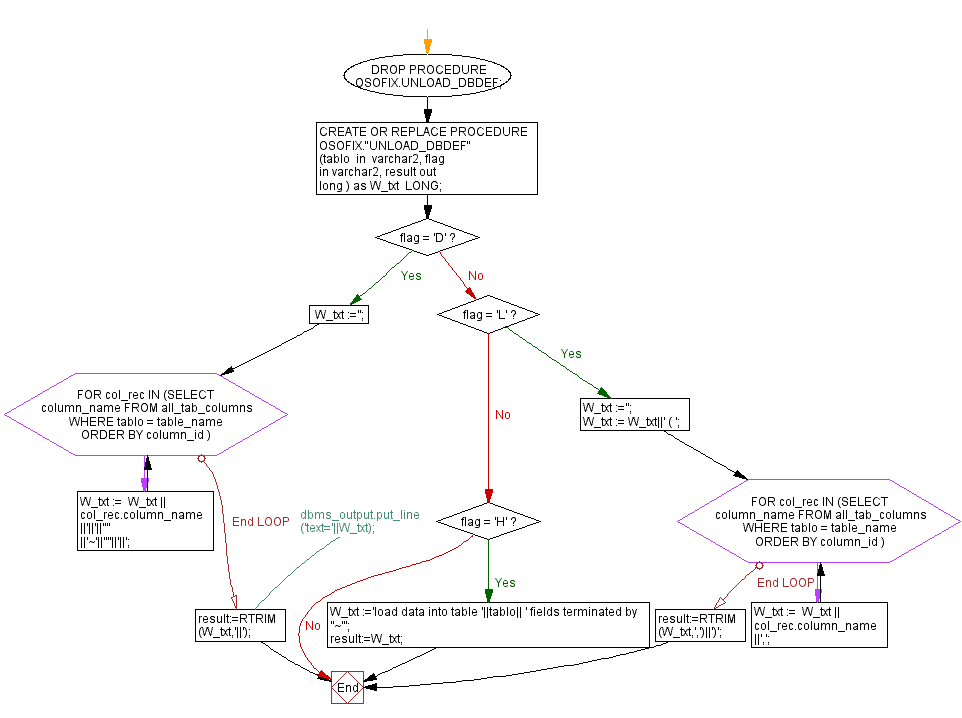 DROP PROCEDURE
OSOFIX.UNLOAD_DBDEF;
CREATE OR REPLACE PROCEDURE
OSOFIX."UNLOAD_DBDEF"
(tablo in varchar2, flag
in varchar2, result out
long ) as W_txt LONG;
flag = 'D' ?
Yes
No
W_txt :='';
flag = 'L' ?
Yes
FOR col_rec IN (SELECT
column_name FROM all_tab_columns
WHERE tablo = table_name
ORDER BY column_id )
W_txt :='';
W_txt := W_txt||' ( ';
No
W_txt := W_txt ||
col_rec.column_name
||'||'||''''
||'~'||''''||'||';
End LOOP
dbms_output.put_line
('text='||W_txt);
flag = 'H' ?
FOR col_rec IN (SELECT
column_name FROM all_tab_columns
WHERE tablo = table_name
ORDER BY column_id )
Yes
End LOOP
result:=RTRIM
(W_txt,'||');
No
W_txt :='load data into table '||tablo|| ' fields terminated by
"~"';
result:=W_txt;
result:=RTRIM
(W_txt,',')||')';
W_txt := W_txt ||
col_rec.column_name
||',';
End